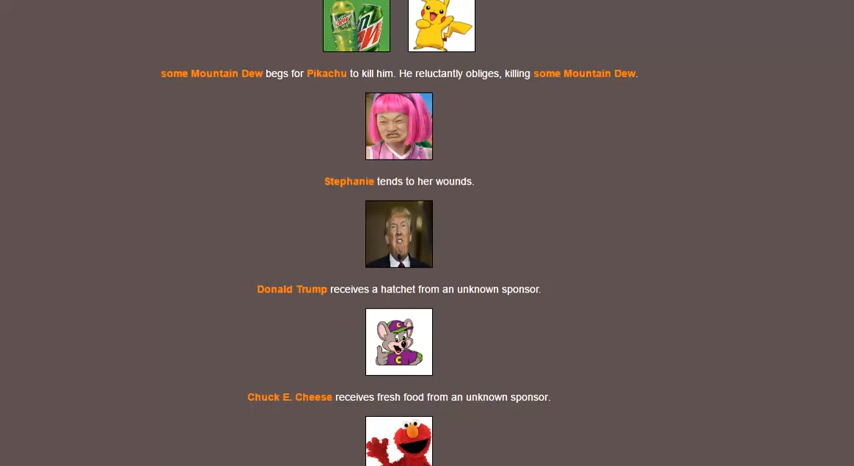 some Mountain Dew begs for Pikachu to kill him. He reluctantly obliges, killing some Mountain Dew.
Stephanie tends to her wounds.
Donald Trump receives a hatchet from an unknown sponsor.
Chuck E. Cheese receives fresh food from an unknown sponsor.